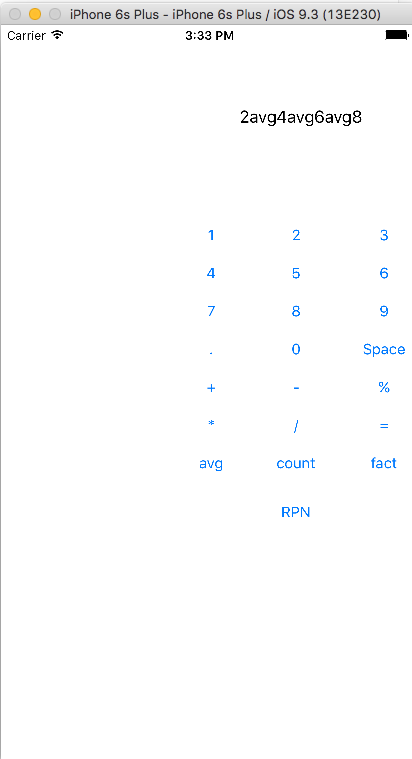 iPhone 6s Plus - iPhone 6s Plus / iOS 9.3 (13E230)
Carrier 3:33 PM
2avg4avg6avg8
1 2 3
4 5 6
7 8 9
. 0 Space
+ - %
* / =
avg count fact
RPN